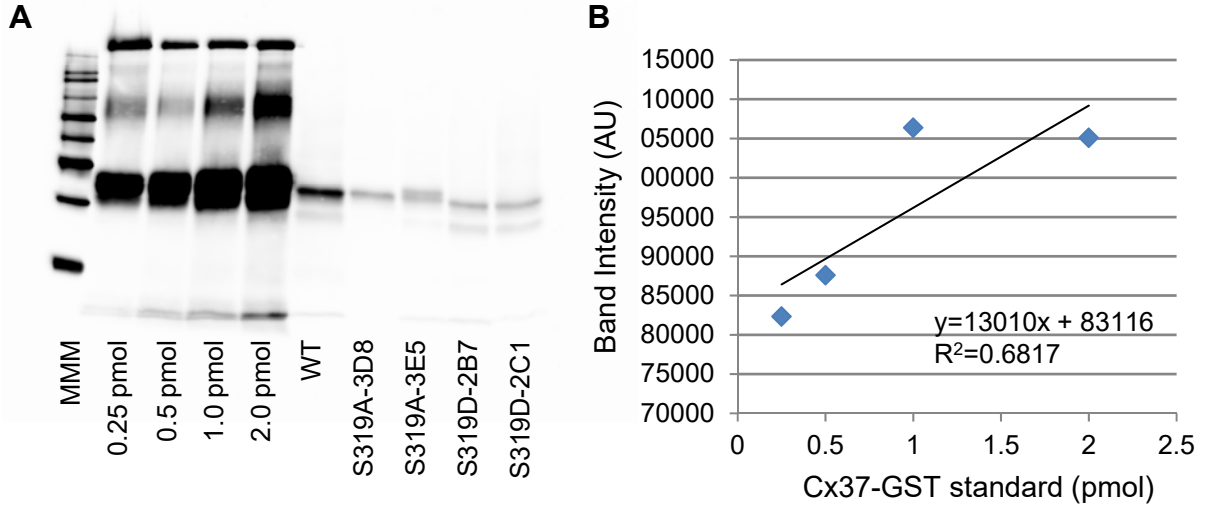 A
MMM
0.25 pmol
0.5 pmol
1.0 pmol
2.0 pmol
WT
S319A-3D8
S319A-3E5
S319D-2B7
S319D-2C1
B
Band Intensity (AU)
15000
10000
05000
00000
95000
90000
85000
80000
75000
70000
y=13010x + 83116
R²=0.6817
0
0.5
1
1.5
2
2.5
Cx37-GST standard (pmol)